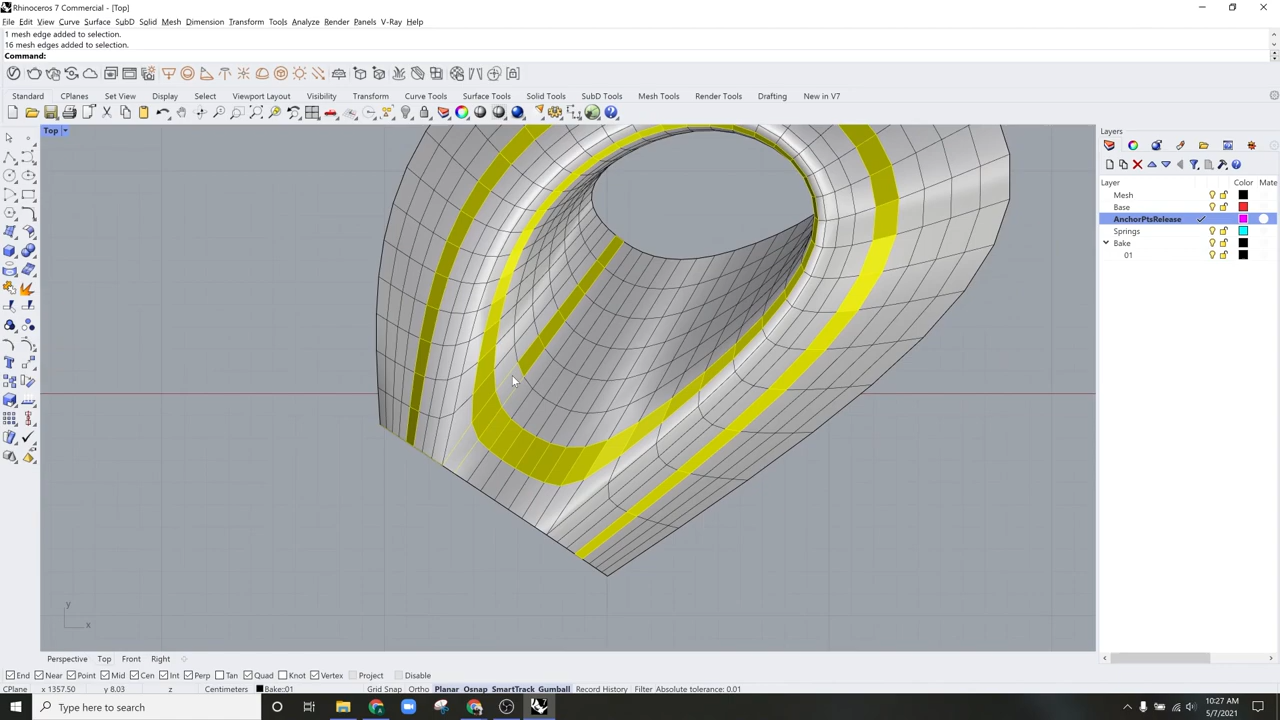 Rhinoceros 7 Commercial - [Top]
File Edit View Curve Surface SubD Solid Mesh Dimension Transform Tools Analyze Render Panels V-Ray Help
1 mesh edge added to selection.
16 mesh edges added to selection.
Command:
Standard CPlanes Set View Display Select Viewport Layout Visibility Transform Curve Tools Surface Tools Solid Tools SubD Tools Mesh Tools Render Tools Drafting New in V7
Top
Layers
Layer Color Mate
Mesh
Base
AnchorPtsRelease
Springs
Bake
01
y
x
Perspective Top Front Right
End Near Point Mid Cen Int Perp Tan Quad Knot Vertex Project Disable
CPlane x 1357.50 y 8.03 z Centimeters Bake::01 Grid Snap Ortho Planar Osnap SmartTrack Gumball Record History Filter Absolute tolerance: 0.01
Type here to search
10:27 AM
5/7/2021